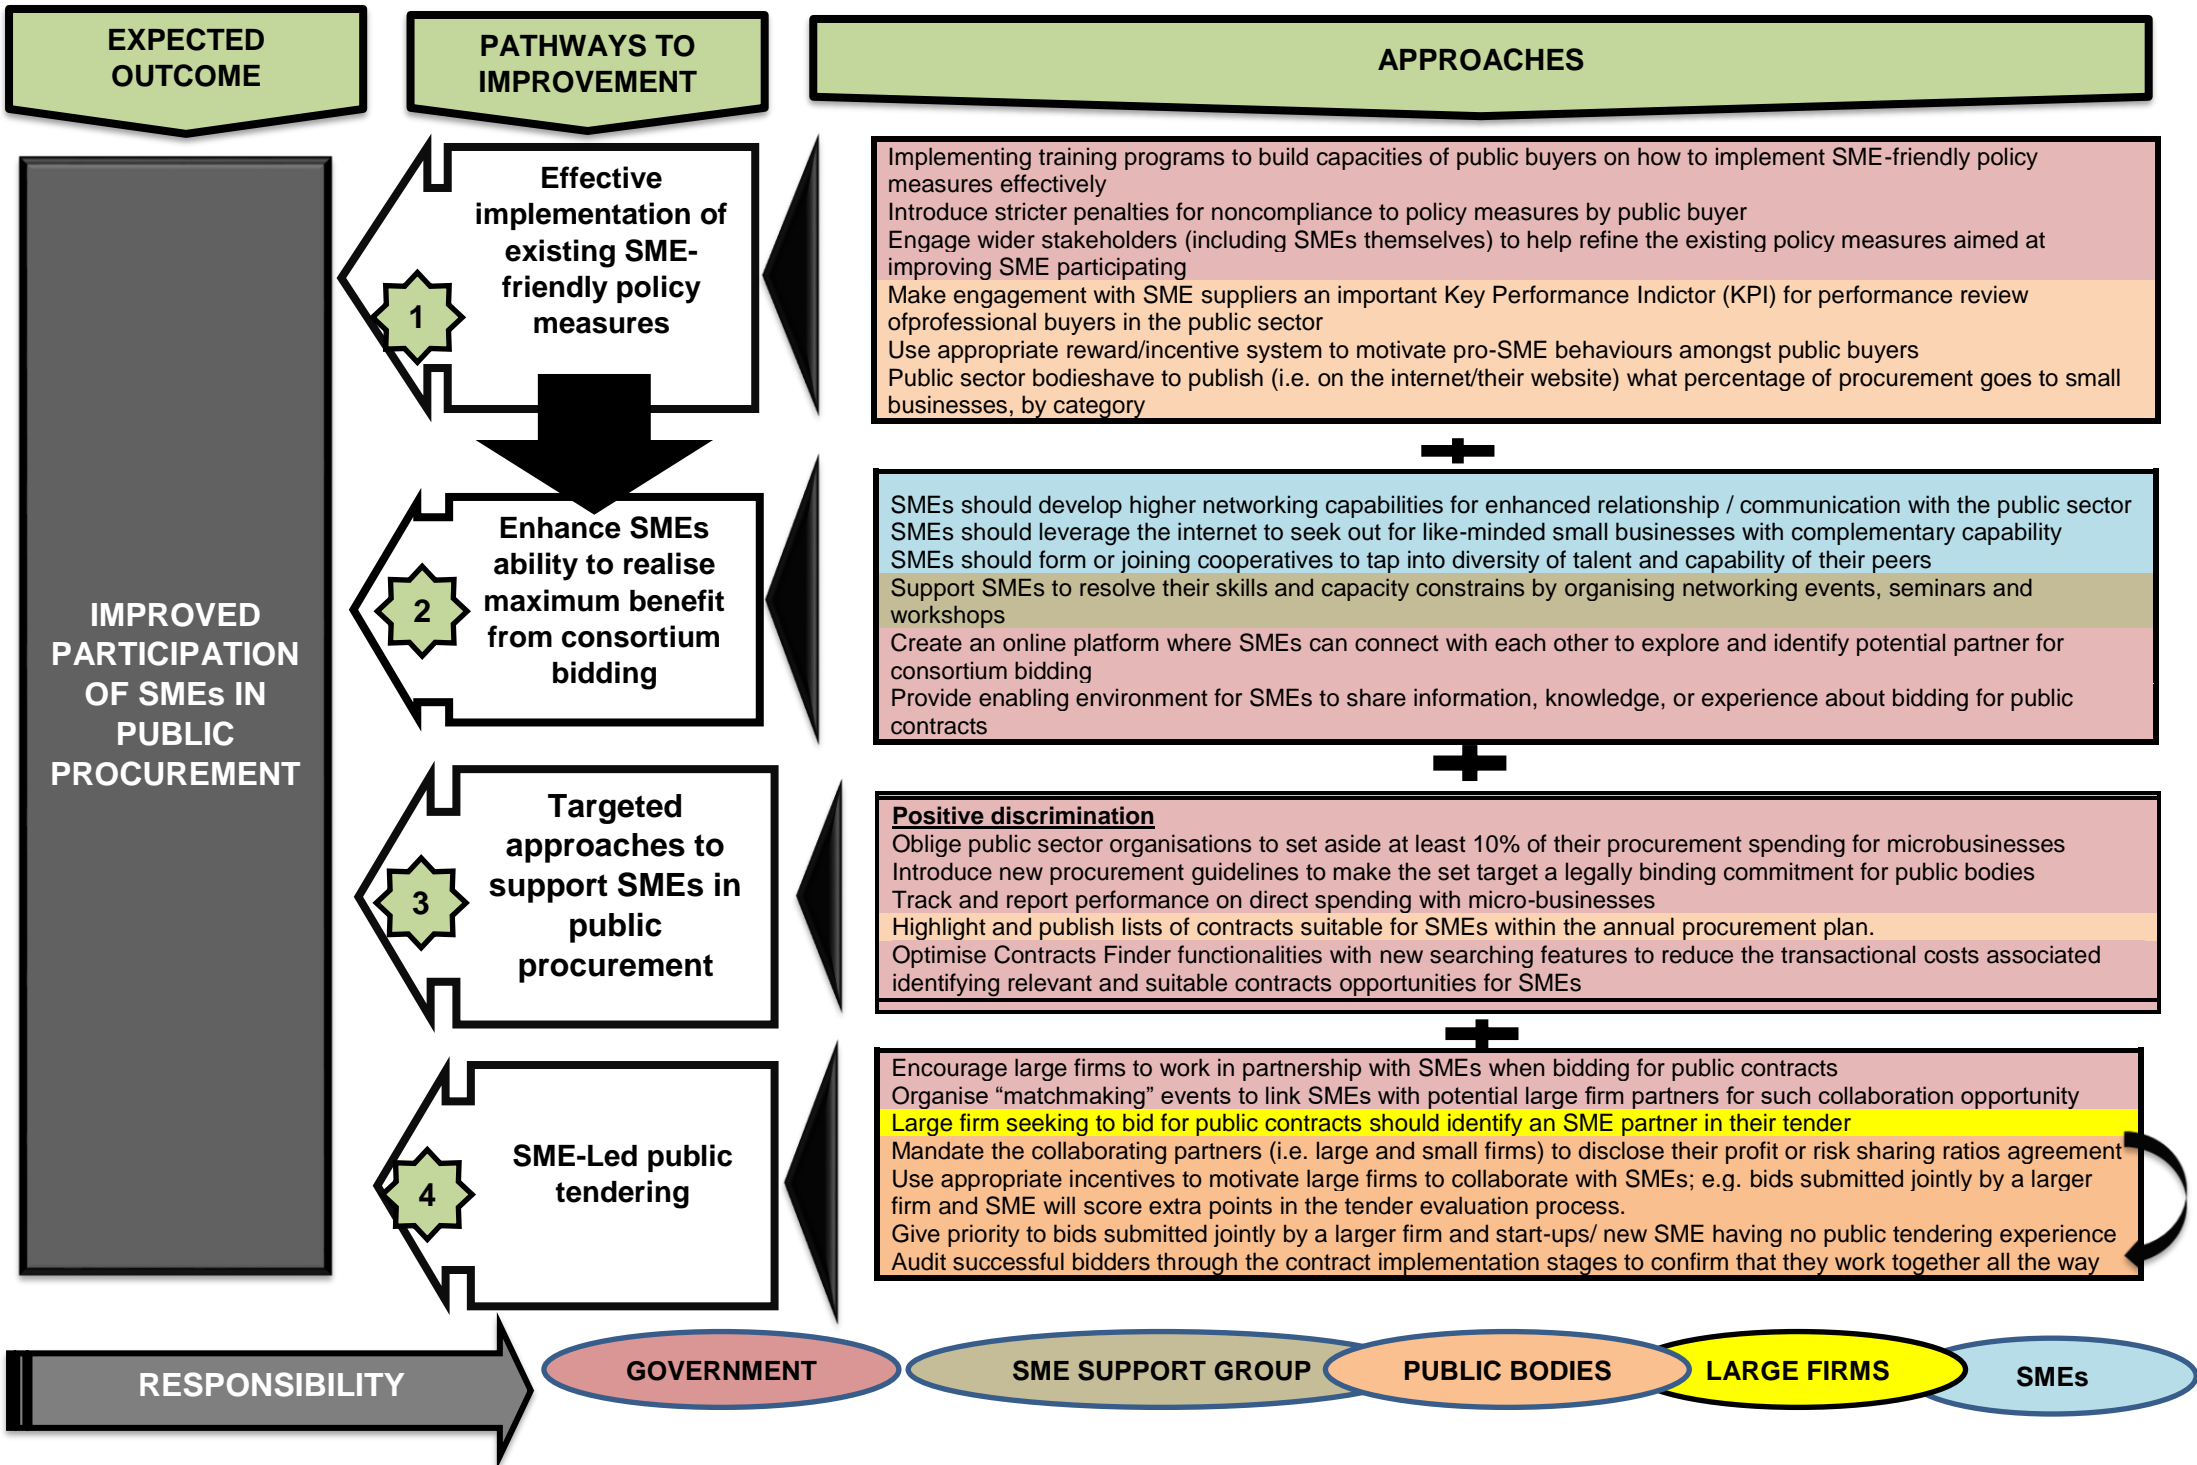 EXPECTED
OUTCOME
PATHWAYS TO
IMPROVEMENT
APPROACHES
IMPROVED
PARTICIPATION
OF SMEs IN
PUBLIC
PROCUREMENT
Effective
implementation of
existing SME-
friendly policy
measures
1
Implementing training programs to build capacities of public buyers on how to implement SME-friendly policy
measures effectively
Introduce stricter penalties for noncompliance to policy measures by public buyer
Engage wider stakeholders (including SMEs themselves) to help refine the existing policy measures aimed at
improving SME participating
Make engagement with SME suppliers an important Key Performance Indictor (KPI) for performance review
ofprofessional buyers in the public sector
Use appropriate reward/incentive system to motivate pro-SME behaviours amongst public buyers
Public sector bodieshave to publish (i.e. on the internet/their website) what percentage of procurement goes to small
businesses, by category
Enhance SMEs
ability to realise
maximum benefit
from consortium
bidding
2
SMEs should develop higher networking capabilities for enhanced relationship / communication with the public sector
SMEs should leverage the internet to seek out for like-minded small businesses with complementary capability
SMEs should form or joining cooperatives to tap into diversity of talent and capability of their peers
Support SMEs to resolve their skills and capacity constrains by organising networking events, seminars and
workshops
Create an online platform where SMEs can connect with each other to explore and identify potential partner for
consortium bidding
Provide enabling environment for SMEs to share information, knowledge, or experience about bidding for public
contracts
Targeted
approaches to
support SMEs in
public
procurement
3
Positive discrimination
Oblige public sector organisations to set aside at least 10% of their procurement spending for microbusinesses
Introduce new procurement guidelines to make the set target a legally binding commitment for public bodies
Track and report performance on direct spending with micro-businesses
Highlight and publish lists of contracts suitable for SMEs within the annual procurement plan.
Optimise Contracts Finder functionalities with new searching features to reduce the transactional costs associated
identifying relevant and suitable contracts opportunities for SMEs
SME-Led public
tendering
4
Encourage large firms to work in partnership with SMEs when bidding for public contracts
Organise “matchmaking” events to link SMEs with potential large firm partners for such collaboration opportunity
Large firm seeking to bid for public contracts should identify an SME partner in their tender
Mandate the collaborating partners (i.e. large and small firms) to disclose their profit or risk sharing ratios agreement
Use appropriate incentives to motivate large firms to collaborate with SMEs; e.g. bids submitted jointly by a larger
firm and SME will score extra points in the tender evaluation process.
Give priority to bids submitted jointly by a larger firm and start-ups/ new SME having no public tendering experience
Audit successful bidders through the contract implementation stages to confirm that they work together all the way
RESPONSIBILITY
GOVERNMENT
SME SUPPORT GROUP
PUBLIC BODIES
LARGE FIRMS
SMEs